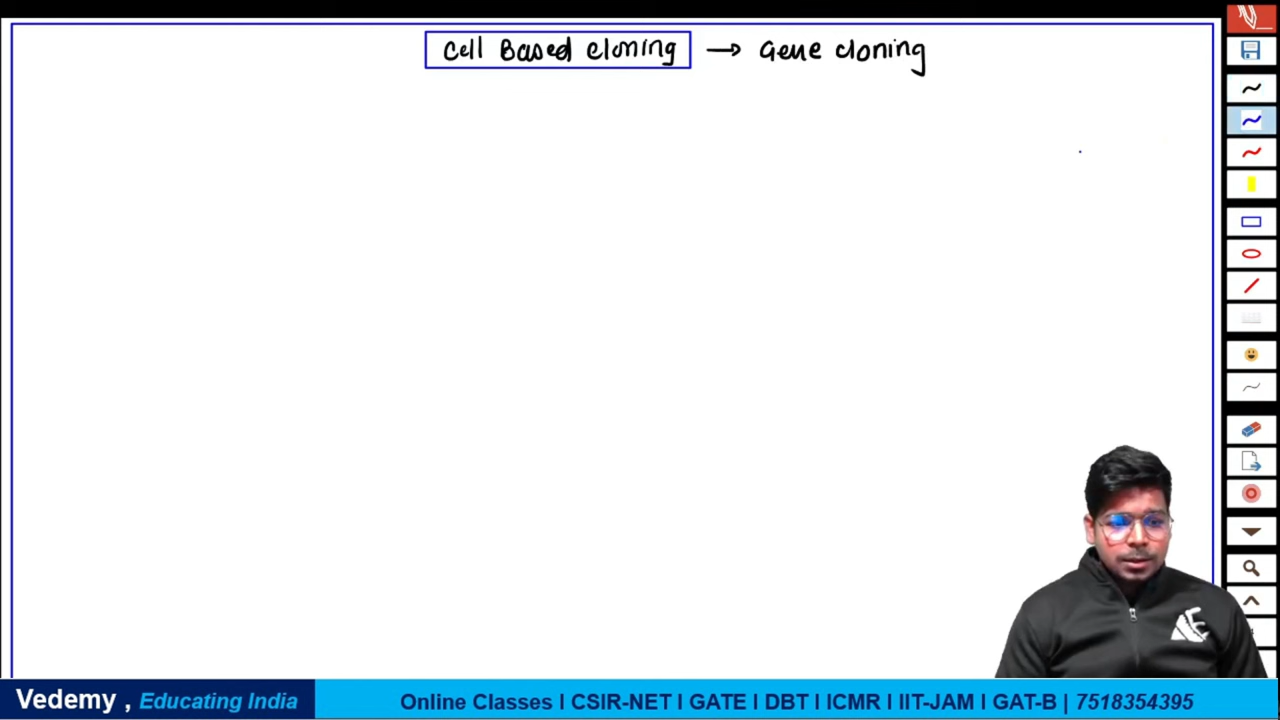 Cell Based cloning → Gene cloning
Vedemy , Educating India
Online Classes I CSIR-NET I GATE I DBT I ICMR I IIT-JAM I GAT-B | 7518354395